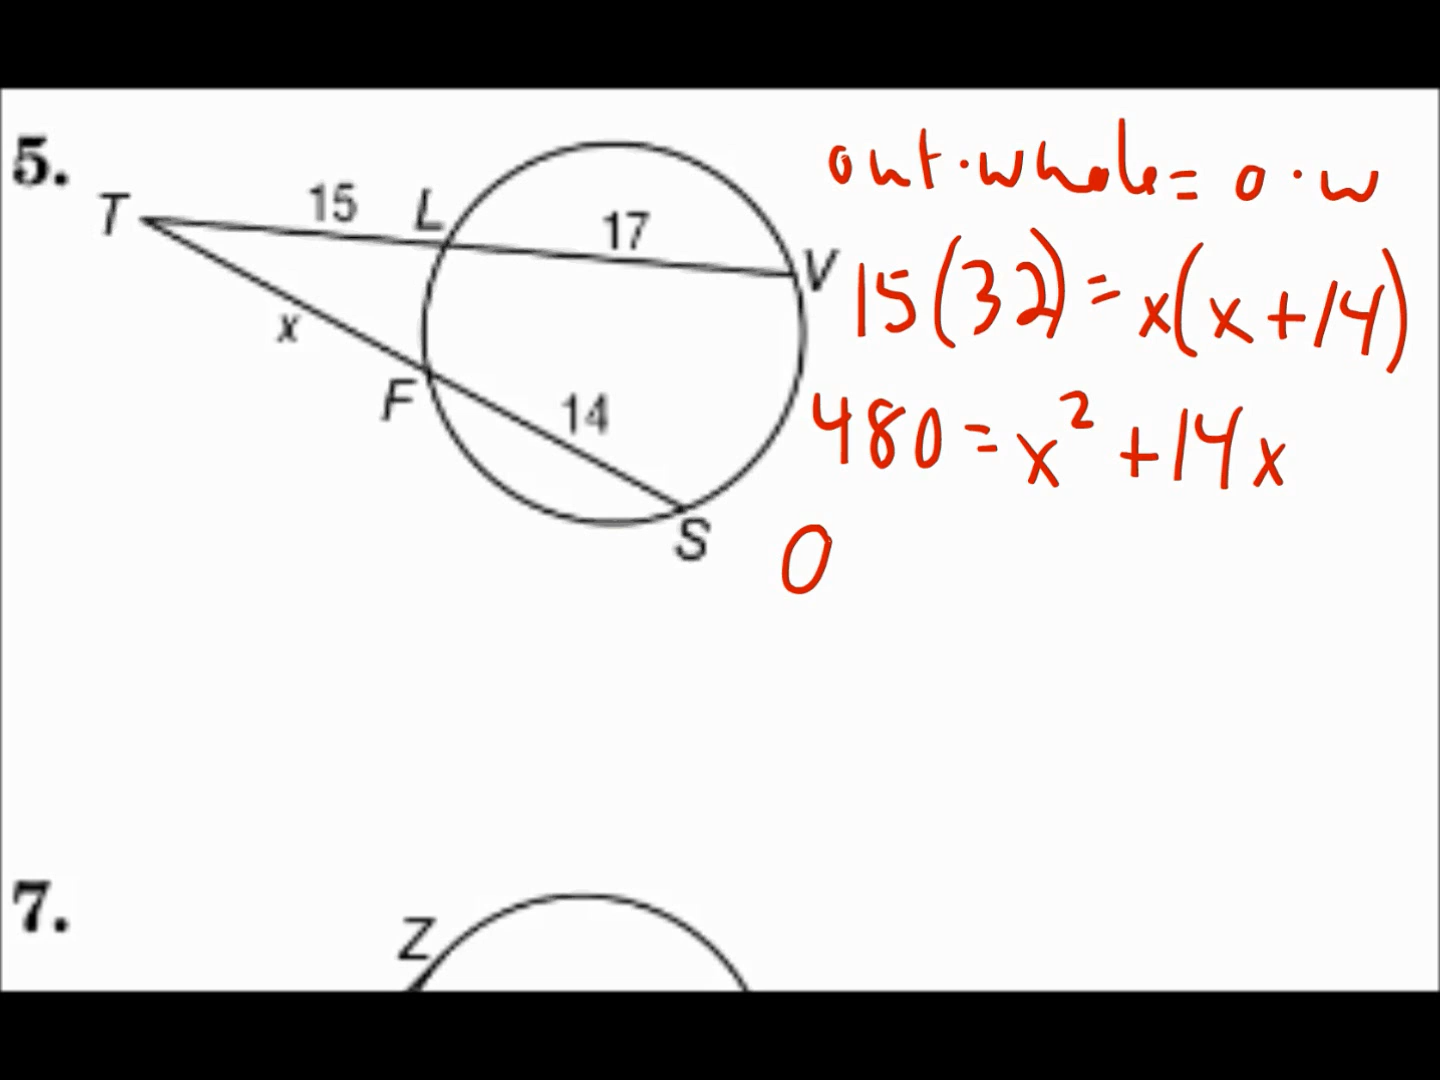 5.
T 15 L 17 V
x F 14 S
out · whole = o · w
15(32) = x(x + 14)
480 = x² + 14x
0
7.
Z